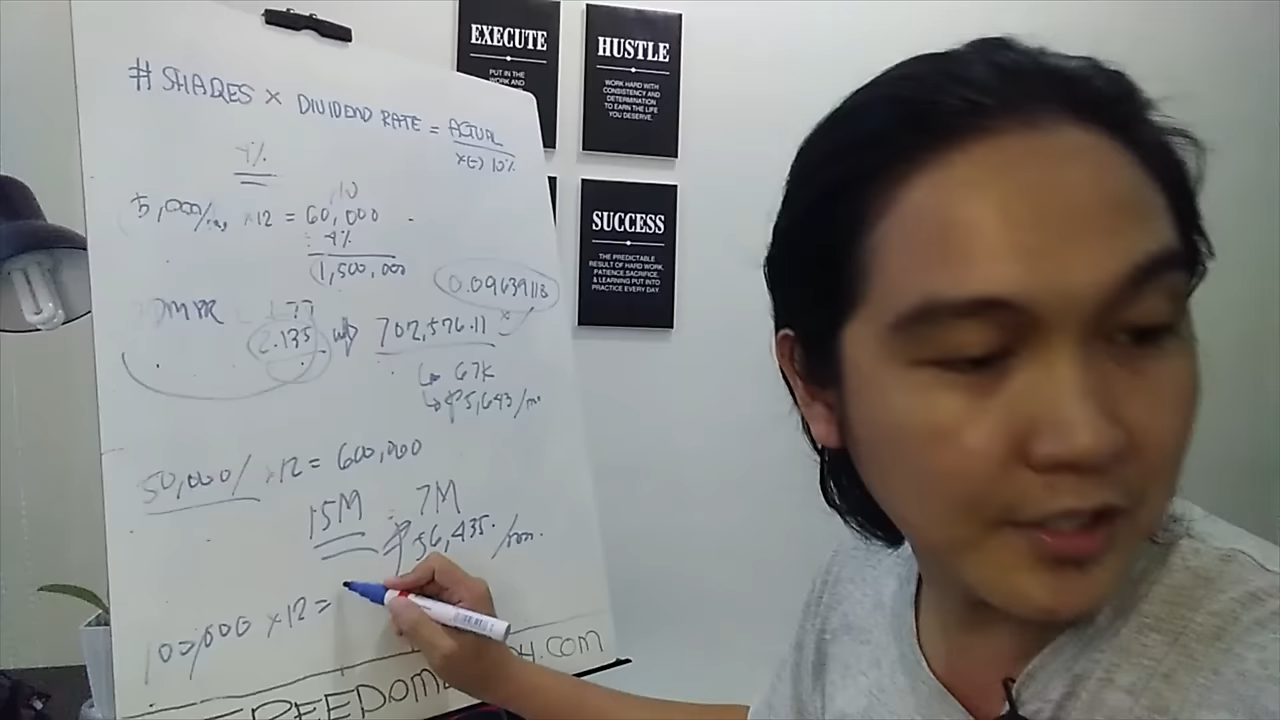 # SHARES × DIVIDEND RATE = ACTUAL
4%
×(-) 10%
₱5,000/mo, ×12 = 60,000
÷ 4%
1,500,000
0.09639113
DMPR
1.77
2.135
702,576.11 ×
↳ 67K
↳ ₱5,643/mo
50,000/ ×12 = 600,000
15M ÷ 7M
₱56,435. /mo.
100,000 ×12 =
.COM
EXECUTE
PUT IN THE
WORK AND
HUSTLE
WORK HARD WITH
CONSISTENCY AND
DETERMINATION
TO EARN THE LIFE
YOU DESERVE.
SUCCESS
THE PREDICTABLE
RESULT OF HARD WORK,
PATIENCE, SACRIFICE,
& LEARNING PUT INTO
PRACTICE EVERY DAY